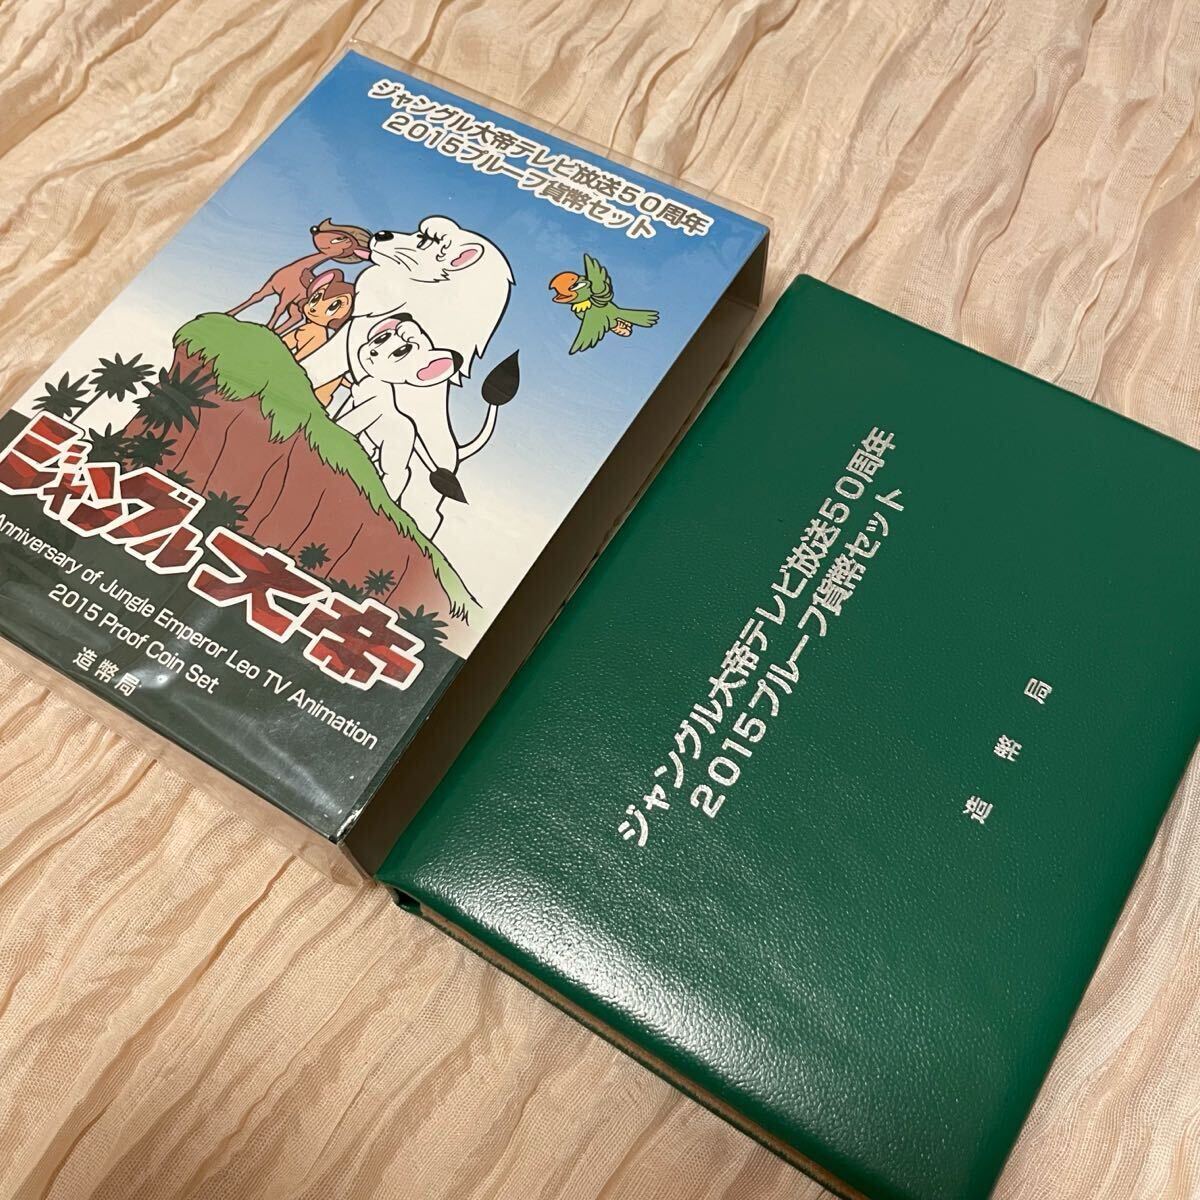 ジャングル大帝テレビ放送50周年
2015プルーフ貨幣セット
ジャングル大帝
Anniversary of Jungle Emperor Leo TV Animation
2015 Proof Coin Set
造幣局
ジャングル大帝テレビ放送50周年
2015プルーフ貨幣セット
造幣局